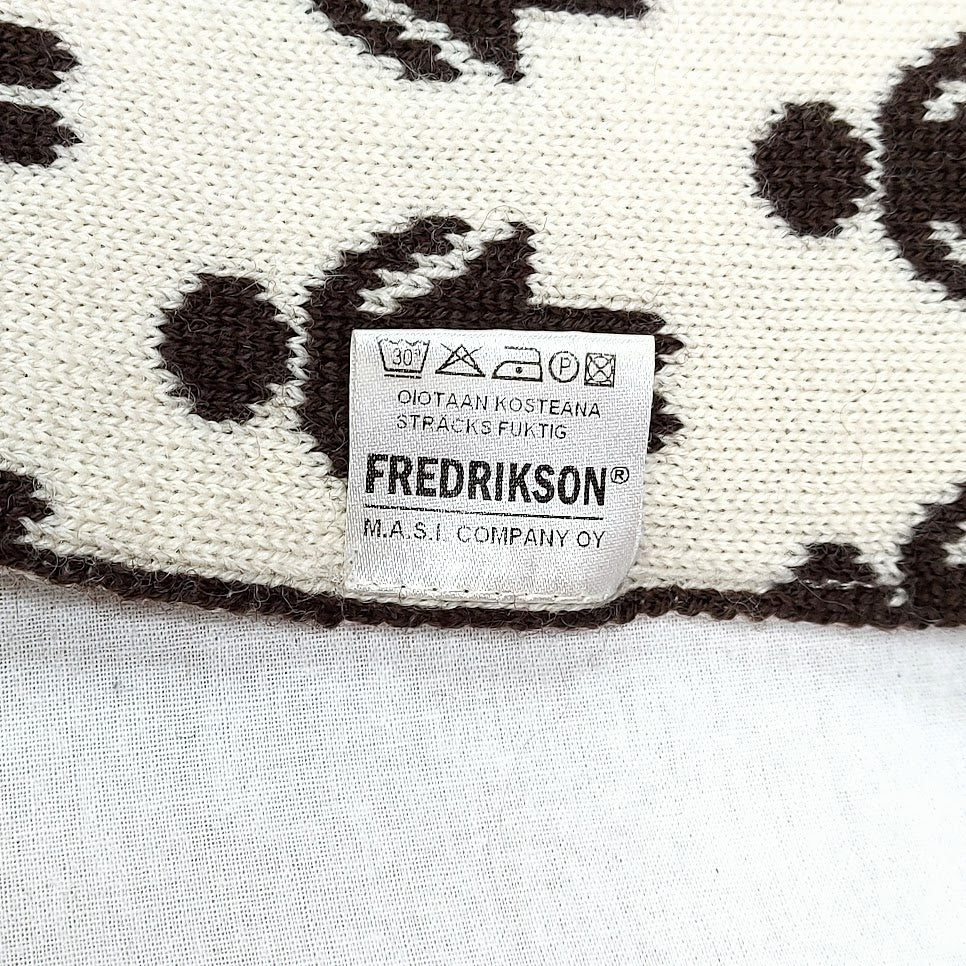 30° P
OIOTAAN KOSTEANA
STRÄCKS FUKTIG
FREDRIKSON®
M.A.S.I. COMPANY OY